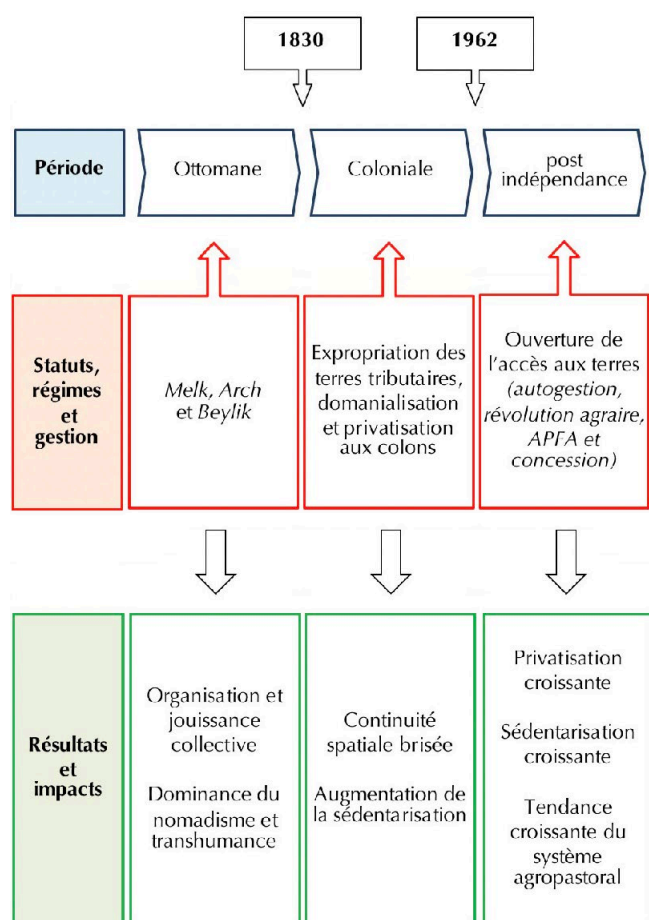 1830
1962
Période
Ottomane
Coloniale
post
indépendance
Statuts,
régimes
et
gestion
Melk, Arch
et Beylik
Expropriation des
terres tributaires,
domanialisation
et privatisation
aux colons
Ouverture de
l'accès aux terres
(autogestion,
révolution agraire,
APFA et
concession)
Résultats
et
impacts
Organisation et
jouissance
collective
Dominance du
nomadisme et
transhumance
Continuité
spatiale brisée
Augmentation de
la sédentarisation
Privatisation
croissante
Sédentarisation
croissante
Tendance
croissante du
système
agropastoral